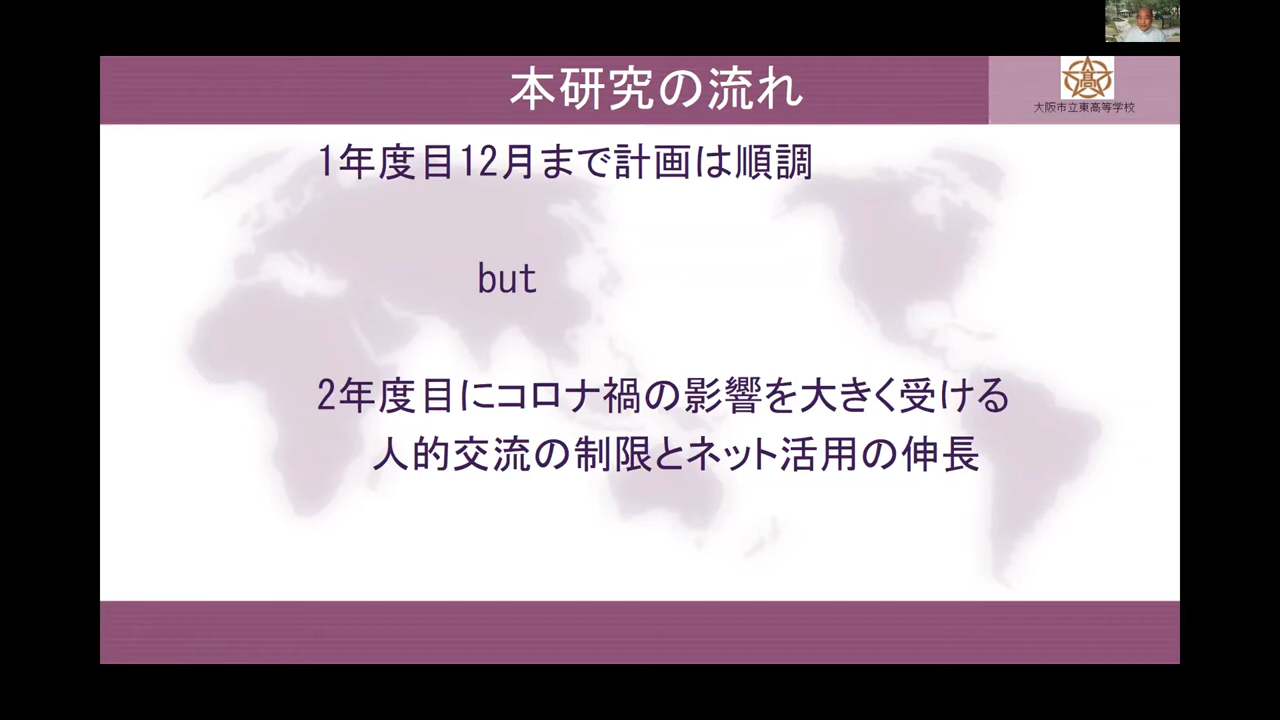 本研究の流れ
高
大阪市立東高等学校
1年度目12月まで計画は順調
but
2年度目にコロナ禍の影響を大きく受ける
人的交流の制限とネット活用の伸長